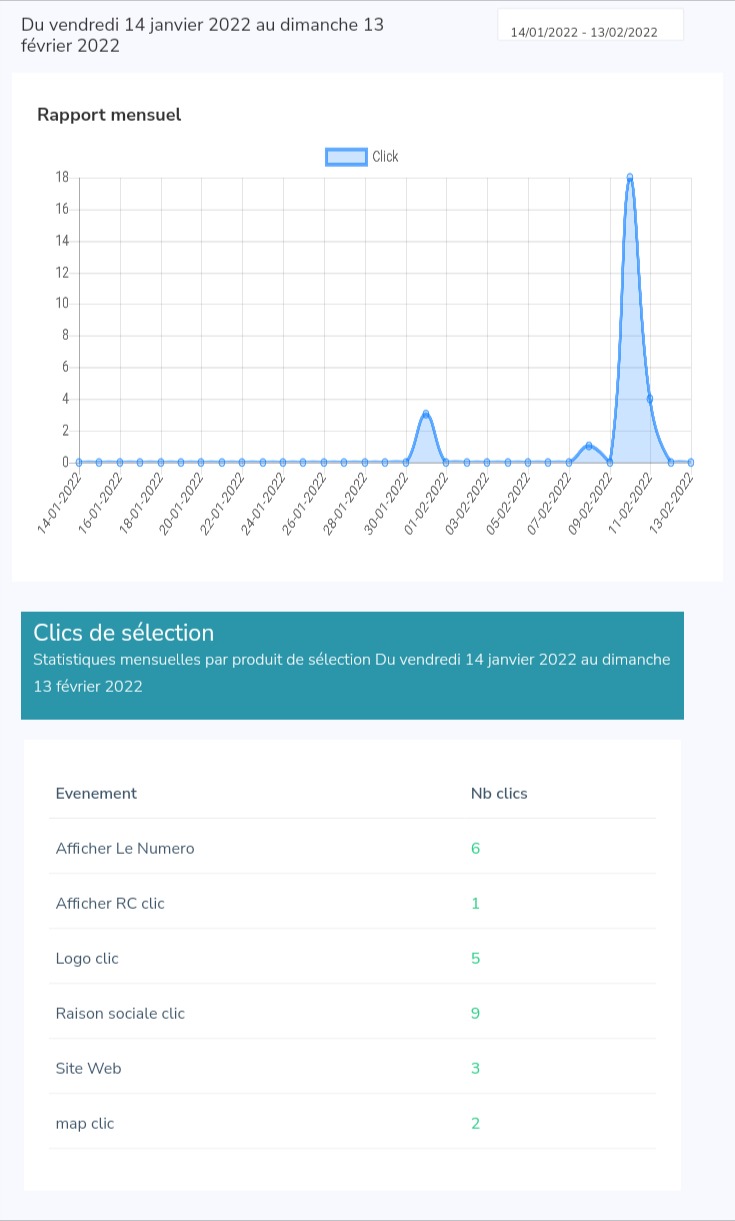 Du vendredi 14 janvier 2022 au dimanche 13
février 2022
14/01/2022 - 13/02/2022
Rapport mensuel
Click
18
16
14
12
10
8
6
4
2
0
14-01-2022
16-01-2022
18-01-2022
20-01-2022
22-01-2022
24-01-2022
26-01-2022
28-01-2022
30-01-2022
01-02-2022
03-02-2022
05-02-2022
07-02-2022
09-02-2022
11-02-2022
13-02-2022
Clics de sélection
Statistiques mensuelles par produit de sélection Du vendredi 14 janvier 2022 au dimanche
13 février 2022
Evenement Nb clics
Afficher Le Numero 6
Afficher RC clic 1
Logo clic 5
Raison sociale clic 9
Site Web 3
map clic 2